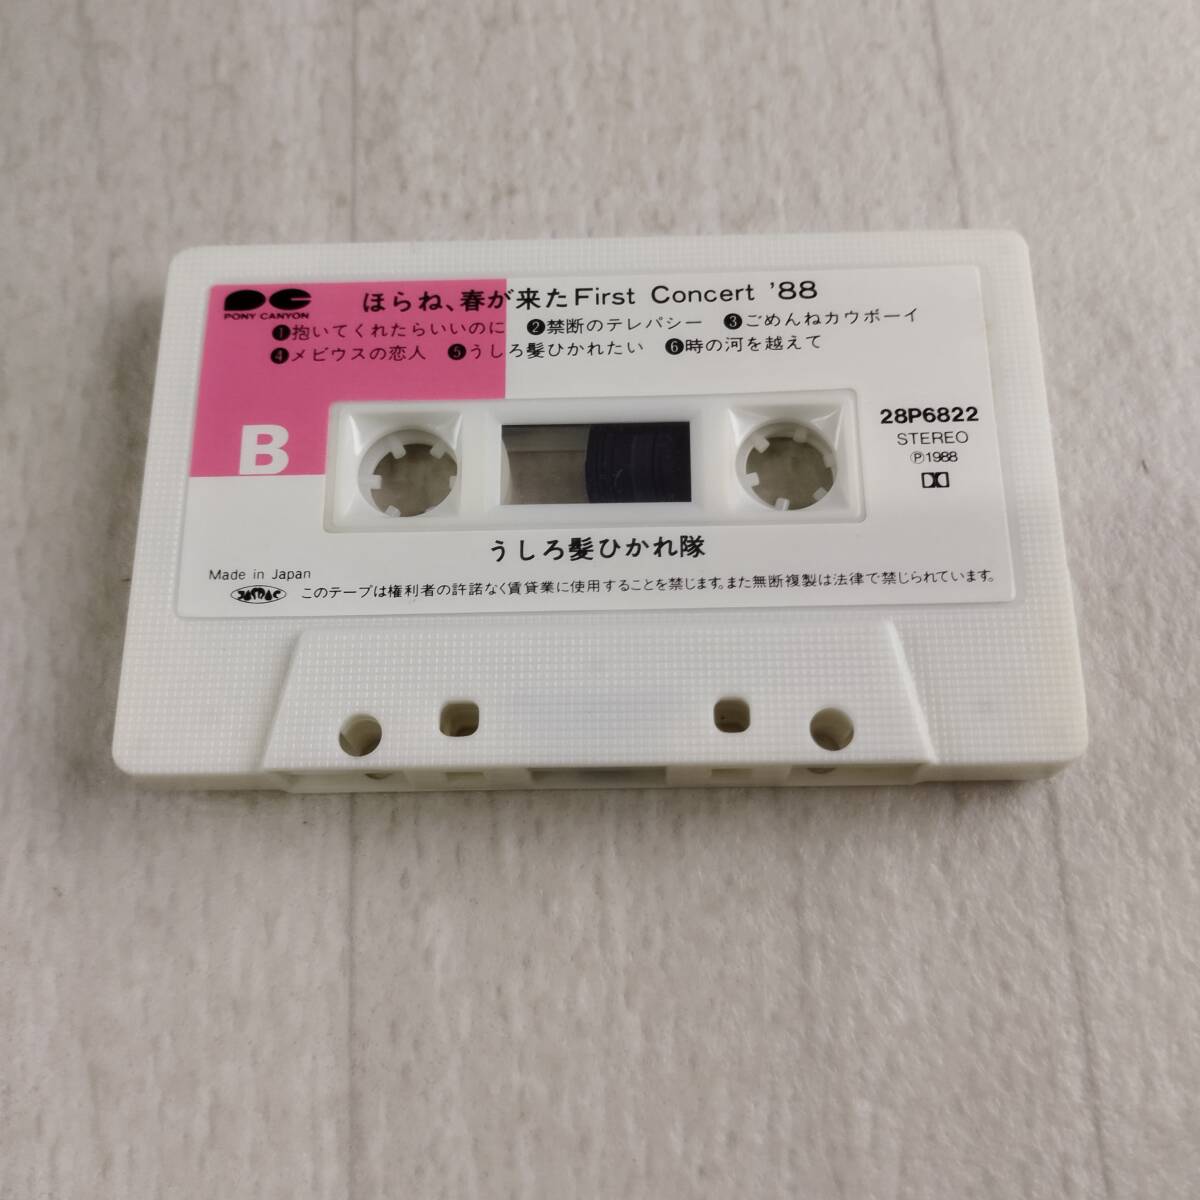 PONY CANYON
ほらね、春が来たFirst Concert '88
❶抱いてくれたらいいのに ❷禁断のテレパシー ❸ごめんねカウボーイ
❹メビウスの恋人 ❺うしろ髪ひかれたい ❻時の河を越えて
B
28P6822
STEREO
Ⓟ1988
うしろ髪ひかれ隊
Made in Japan
JASRAC このテープは権利者の許諾なく賃貸業に使用することを禁じます。また無断複製は法律で禁じられています。